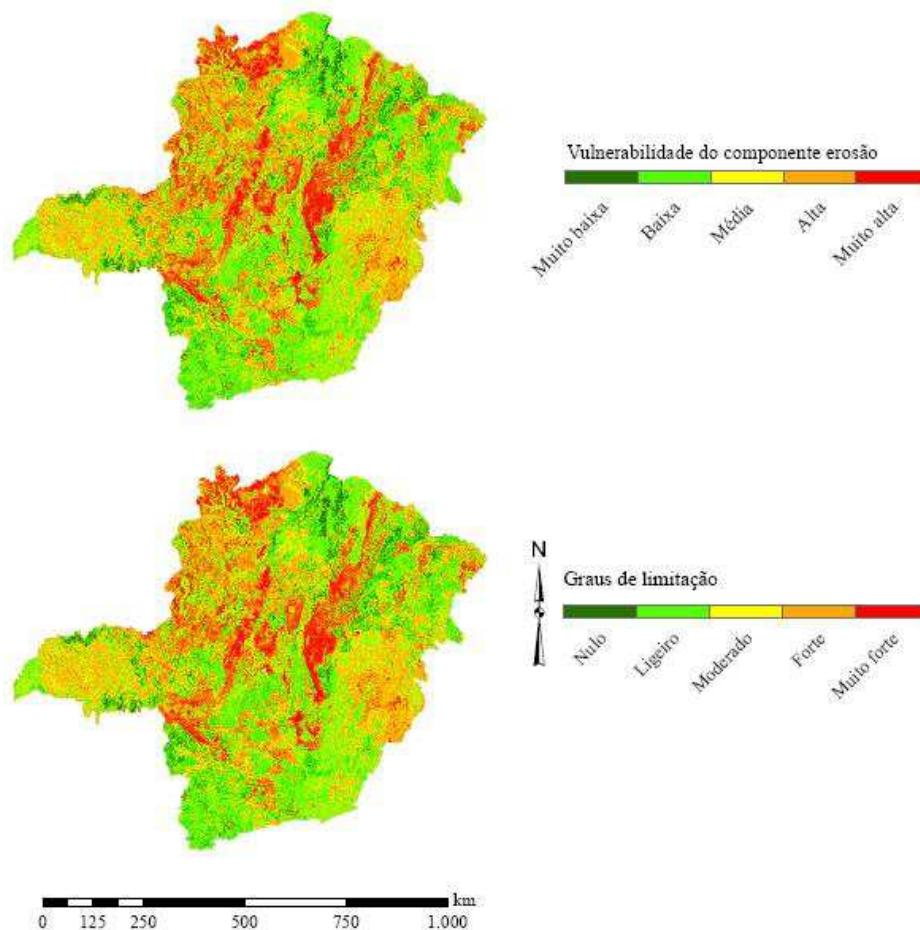 Vulnerabilidade do componente erosão
Muito baixa
Baixa
Média
Alta
Muito alta
N
Graus de limitação
Nulo
Ligeiro
Moderado
Forte
Muito forte
km
0 125 250 500 750 1.000